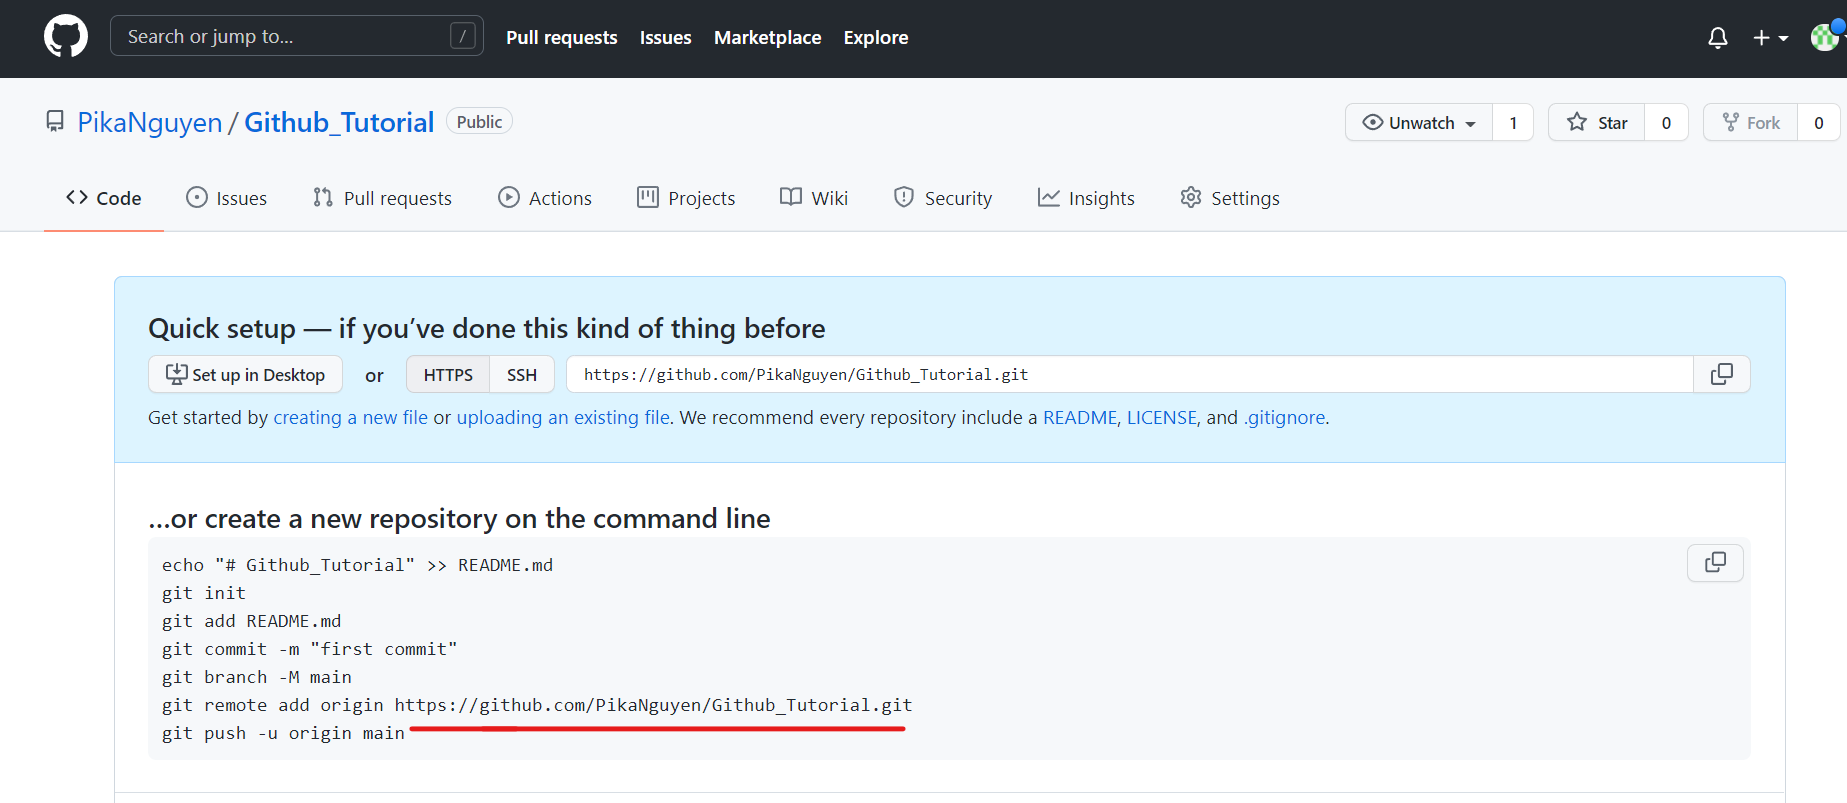 Search or jump to... / Pull requests Issues Marketplace Explore
PikaNguyen / Github_Tutorial Public Unwatch 1 Star 0 Fork 0
Code Issues Pull requests Actions Projects Wiki Security Insights Settings
Quick setup — if you’ve done this kind of thing before
Set up in Desktop or HTTPS SSH https://github.com/PikaNguyen/Github_Tutorial.git
Get started by creating a new file or uploading an existing file. We recommend every repository include a README, LICENSE, and .gitignore.
…or create a new repository on the command line
echo "# Github_Tutorial" >> README.md
git init
git add README.md
git commit -m "first commit"
git branch -M main
git remote add origin https://github.com/PikaNguyen/Github_Tutorial.git
git push -u origin main